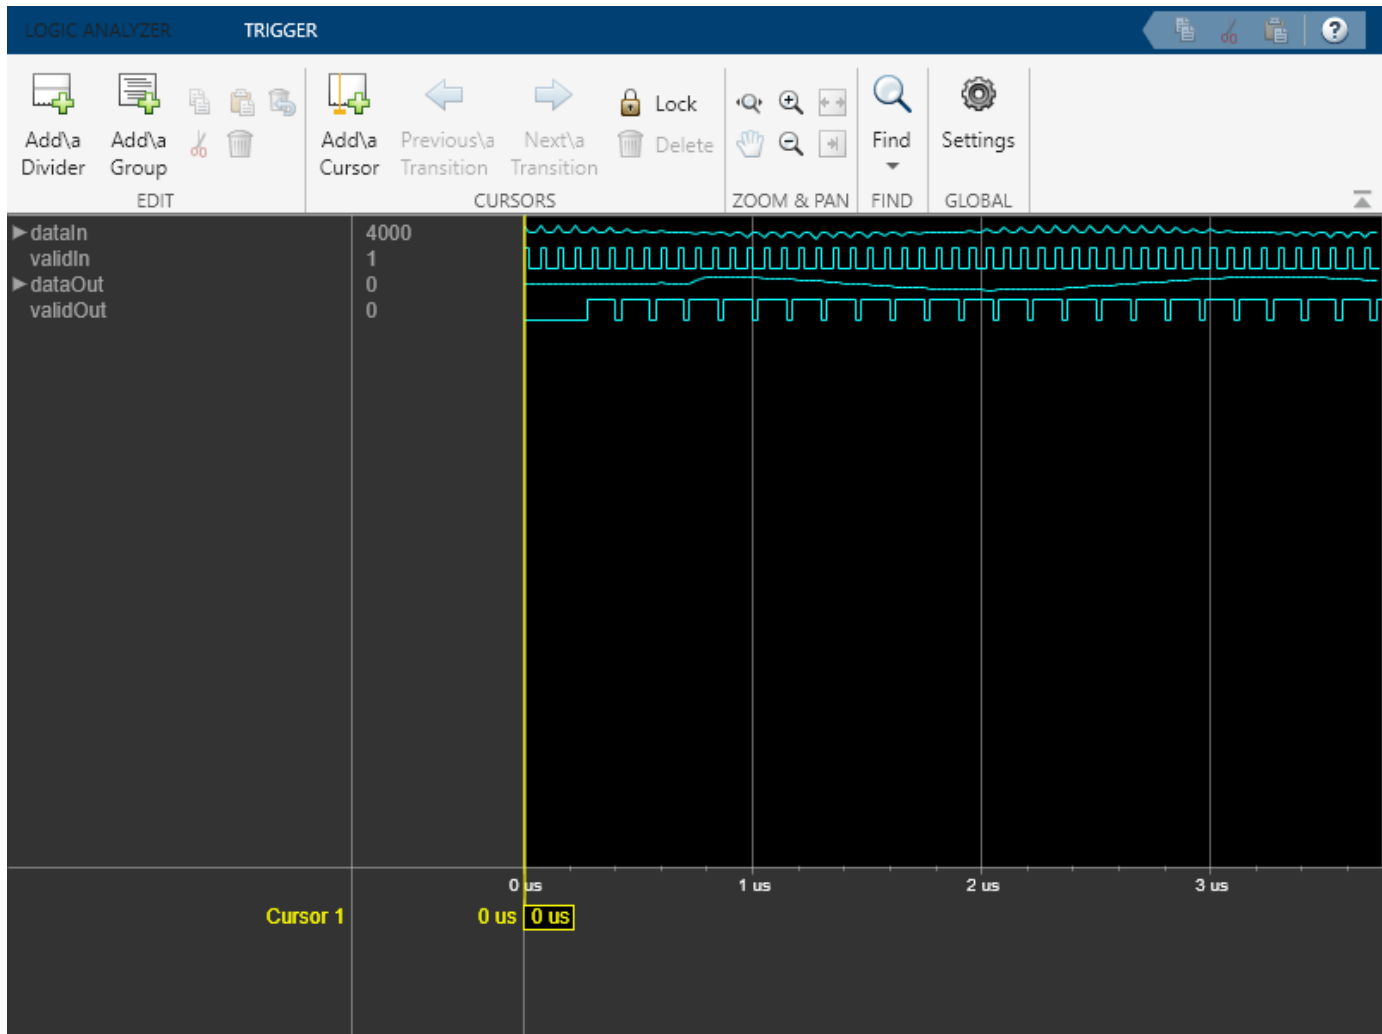 LOGIC ANALYZER TRIGGER
Add\a Divider
Add\a Group
Add\a Cursor
Previous\a Transition
Next\a Transition
Lock
Delete
Find
Settings
EDIT CURSORS ZOOM & PAN FIND GLOBAL
dataIn 4000
validIn 1
dataOut 0
validOut 0
0 us 1 us 2 us 3 us
Cursor 1 0 us 0 us